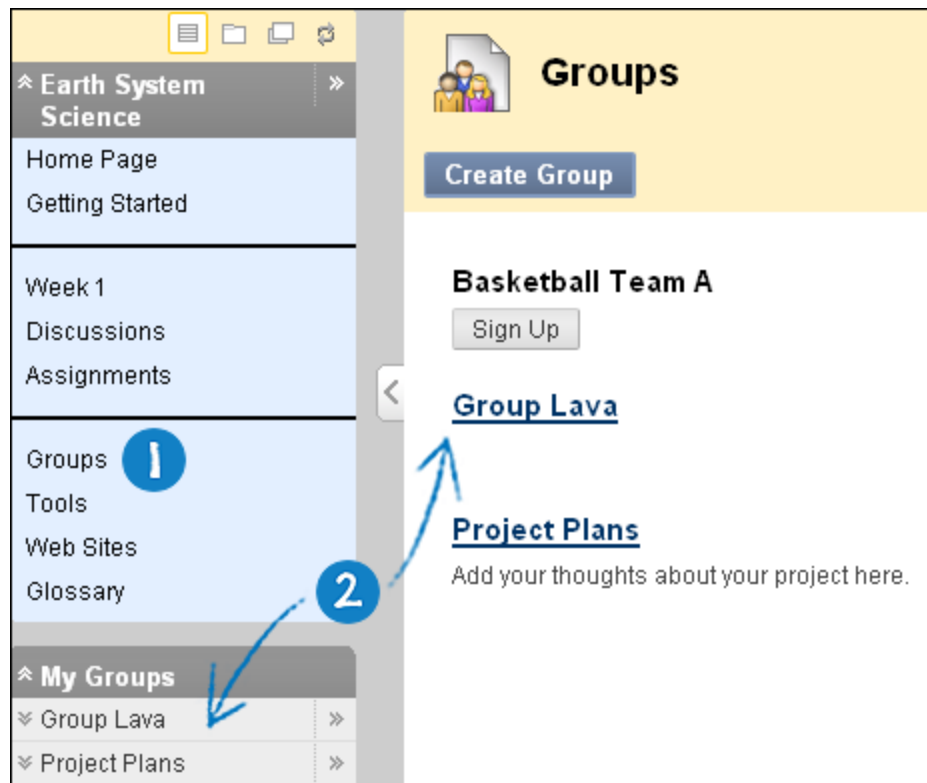 Earth System
Science
Home Page
Getting Started
Week 1
Discussions
Assignments
Groups
1
Tools
Web Sites
Glossary
2
My Groups
Group Lava
Project Plans
Groups
Create Group
Basketball Team A
Sign Up
Group Lava
Project Plans
Add your thoughts about your project here.